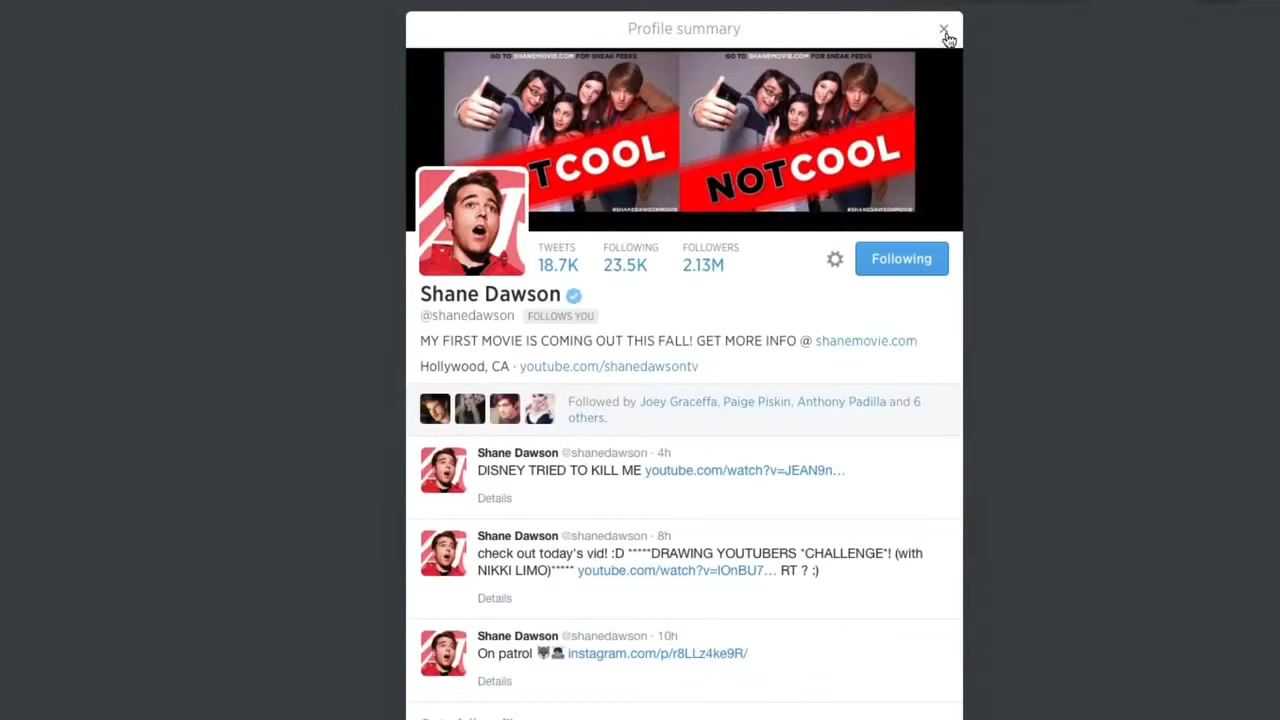 Profile summary
GO TO SHANEMOVIE.COM FOR SNEAK PEEKS GO TO SHANEMOVIE.COM FOR SNEAK PEEKS
TCOOL NOTCOOL
#SHANEDAWSONMOVIE #SHANEDAWSONMOVIE
TWEETS FOLLOWING FOLLOWERS
18.7K 23.5K 2.13M Following
Shane Dawson
@shanedawson FOLLOWS YOU
MY FIRST MOVIE IS COMING OUT THIS FALL! GET MORE INFO @ shanemovie.com
Hollywood, CA · youtube.com/shanedawsontv
Followed by Joey Graceffa, Paige Piskin, Anthony Padilla and 6
others.
Shane Dawson @shanedawson · 4h
DISNEY TRIED TO KILL ME youtube.com/watch?v=JEAN9n…
Details
Shane Dawson @shanedawson · 8h
check out today's vid! :D *****DRAWING YOUTUBERS *CHALLENGE*! (with
NIKKI LIMO)***** youtube.com/watch?v=lOnBU7… RT ? :)
Details
Shane Dawson @shanedawson · 10h
On patrol 🐺💂🏿 instagram.com/p/r8LLz4ke9R/
Details